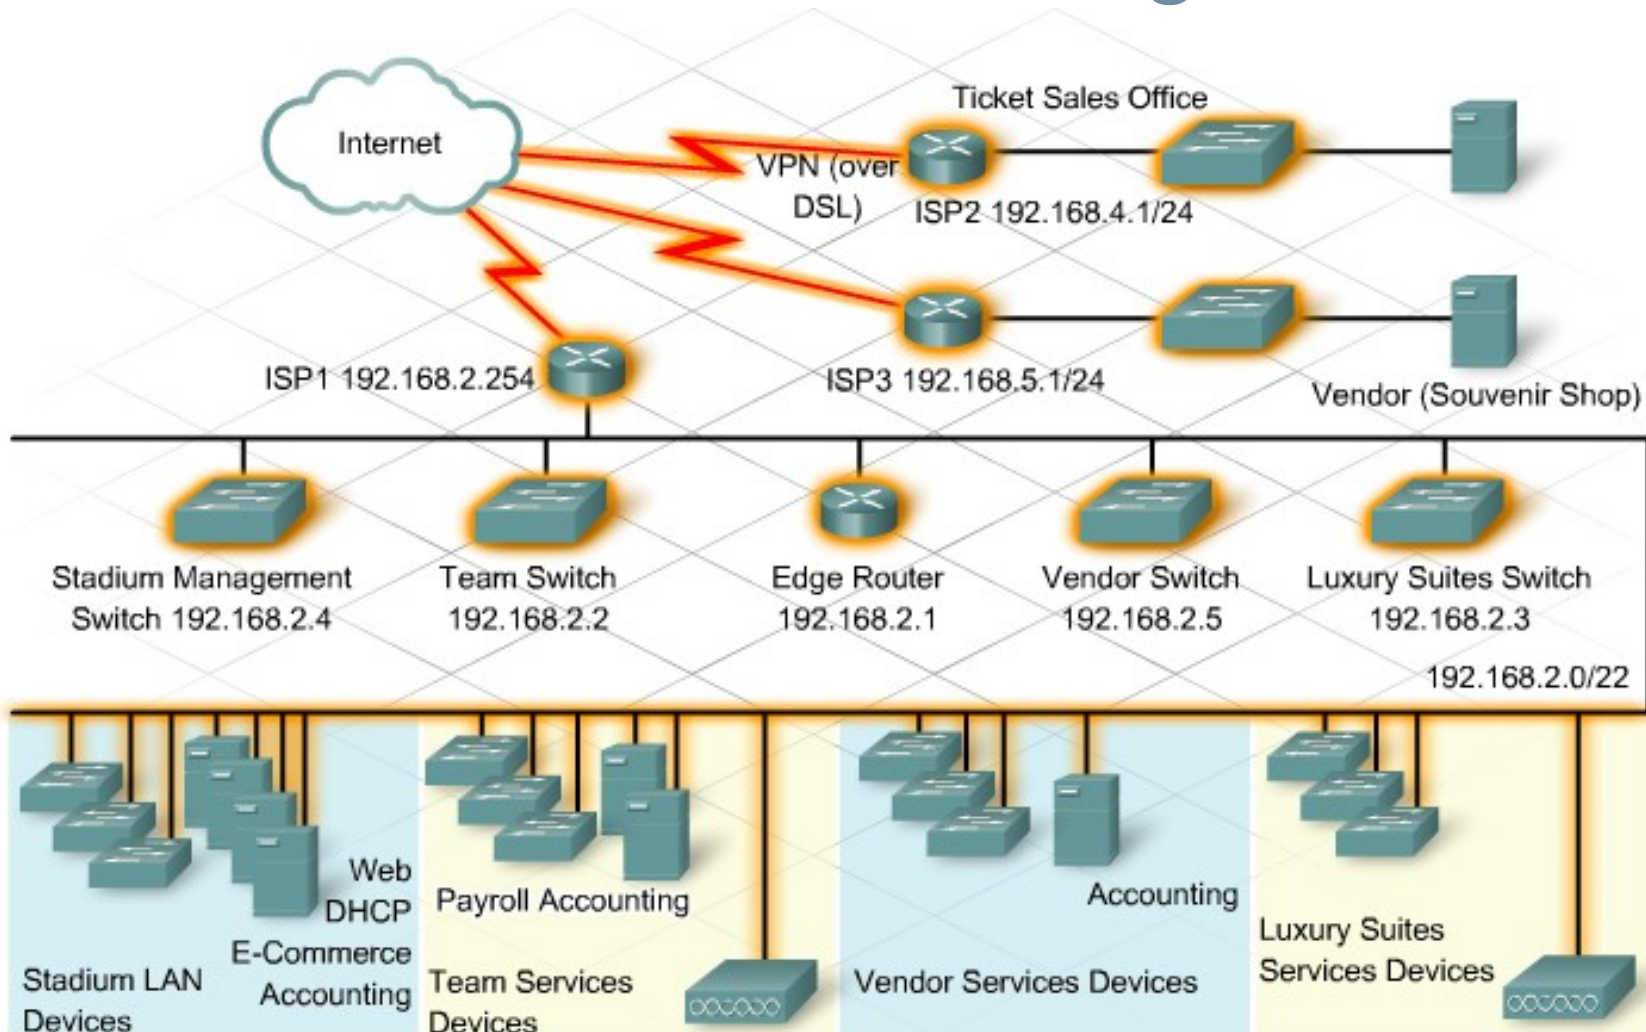 Ticket Sales Office
Internet
VPN (over
DSL)
ISP2 192.168.4.1/24
ISP1 192.168.2.254
ISP3 192.168.5.1/24
Vendor (Souvenir Shop)
Stadium Management
Switch 192.168.2.4
Team Switch
192.168.2.2
Edge Router
192.168.2.1
Vendor Switch
192.168.2.5
Luxury Suites Switch
192.168.2.3
192.168.2.0/22
Web
DHCP
E-Commerce
Accounting
Stadium LAN
Devices
Payroll Accounting
Team Services
Devices
Accounting
Vendor Services Devices
Luxury Suites
Services Devices